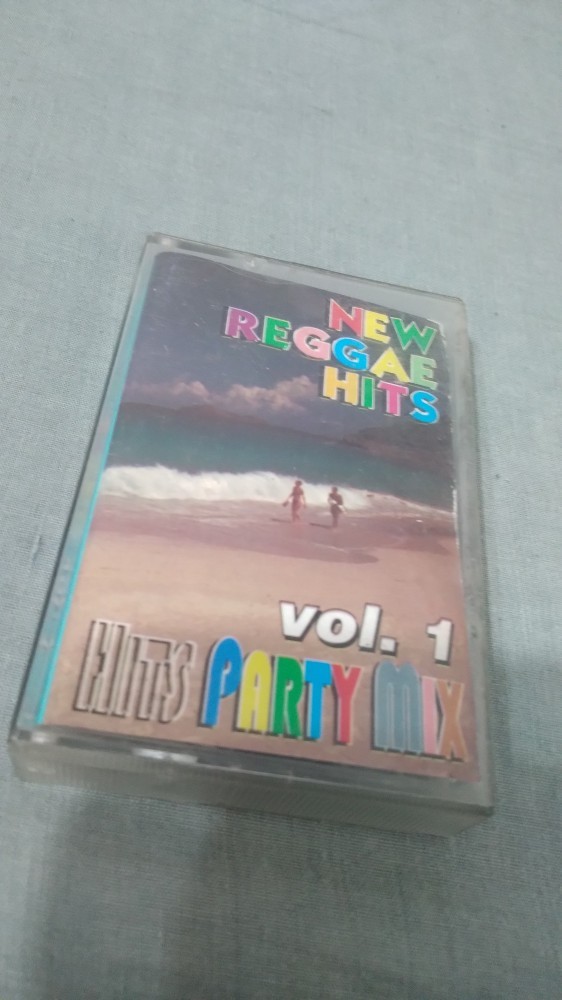 NEW
REGGAE
HITS
vol. 1
HITS PARTY MIX